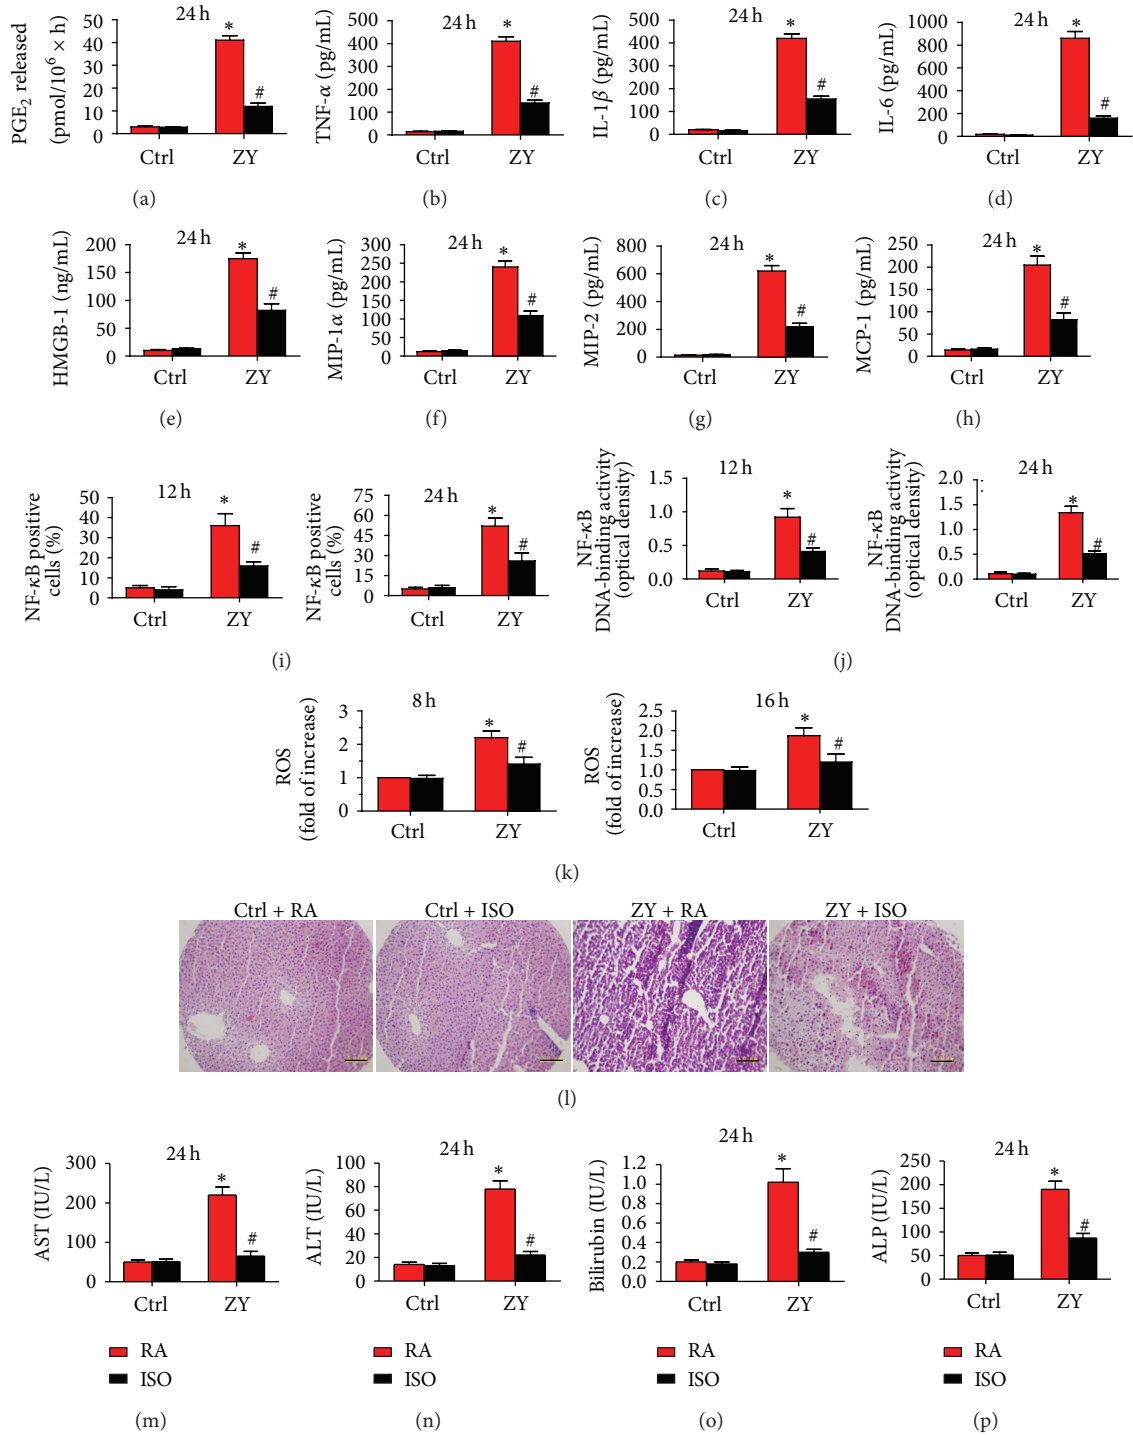 24 h
PGE2 released
(pmol/10^6 × h)
50
40
30
20
10
0
*
#
Ctrl
ZY
(a)
24 h
TNF-α (pg/mL)
500
400
300
200
100
0
*
#
Ctrl
ZY
(b)
24 h
IL-1β (pg/mL)
500
400
300
200
100
0
*
#
Ctrl
ZY
(c)
24 h
IL-6 (pg/mL)
1000
800
600
400
200
0
*
#
Ctrl
ZY
(d)
24 h
HMGB-1 (ng/mL)
200
150
100
50
0
*
#
Ctrl
ZY
(e)
24 h
MIP-1α (pg/mL)
300
250
200
150
100
50
0
*
#
Ctrl
ZY
(f)
24 h
MIP-2 (pg/mL)
800
600
400
200
0
*
#
Ctrl
ZY
(g)
24 h
MCP-1 (pg/mL)
250
200
150
100
50
0
*
#
Ctrl
ZY
(h)
12 h
NF-κB positive
cells (%)
50
40
30
20
10
0
*
#
Ctrl
ZY
24 h
NF-κB positive
cells (%)
75
60
45
30
15
0
*
#
Ctrl
ZY
(i)
12 h
NF-κB
DNA-binding activity
(optical density)
1.5
1.0
0.5
0.0
*
#
Ctrl
ZY
24 h
NF-κB
DNA-binding activity
(optical density)
2.0
1.5
1.0
0.5
0.0
*
#
Ctrl
ZY
(j)
8 h
ROS
(fold of increase)
3
2
1
0
*
#
Ctrl
ZY
16 h
ROS
(fold of increase)
2.5
2.0
1.5
1.0
0.5
0.0
*
#
Ctrl
ZY
(k)
Ctrl + RA
Ctrl + ISO
ZY + RA
ZY + ISO
(l)
24 h
AST (IU/L)
300
200
100
0
*
#
Ctrl
ZY
RA
ISO
(m)
24 h
ALT (IU/L)
100
80
60
40
20
0
*
#
Ctrl
ZY
RA
ISO
(n)
24 h
Bilirubin (IU/L)
1.2
1.0
0.8
0.6
0.4
0.2
0.0
*
#
Ctrl
ZY
RA
ISO
(o)
24 h
ALP (IU/L)
250
200
150
100
50
0
*
#
Ctrl
ZY
RA
ISO
(p)